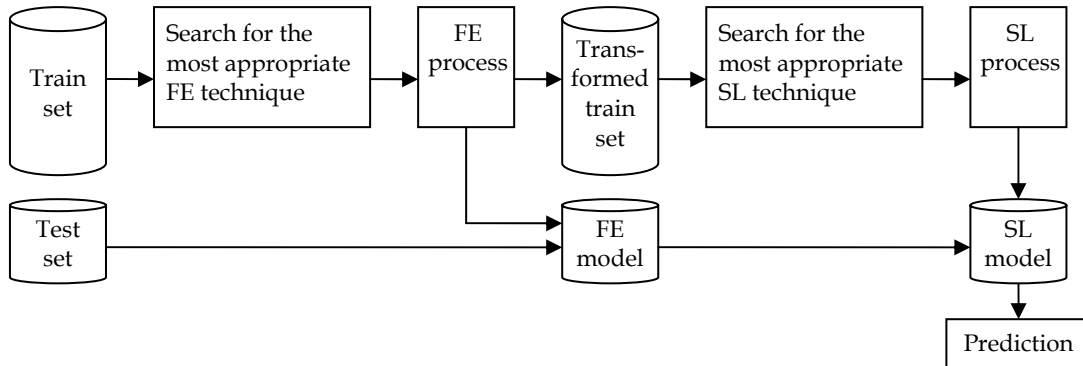 Train
set
Search for the
most appropriate
FE technique
FE
process
Trans-
formed
train
set
Search for the
most appropriate
SL technique
SL
process
Test
set
FE
model
SL
model
Prediction